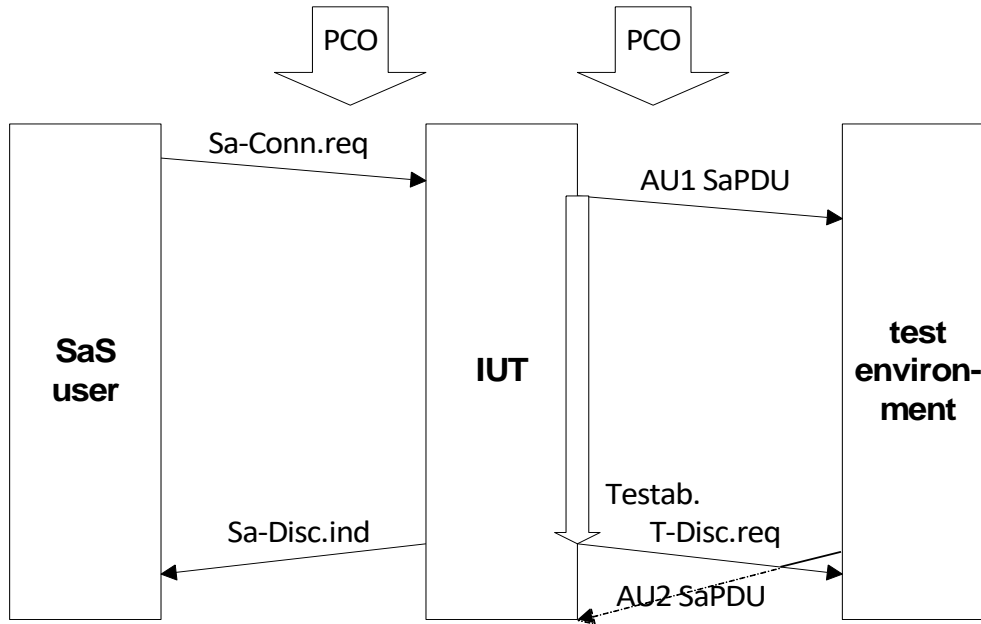 PCO
PCO
Sa-Conn.req
AU1 SaPDU
SaS
user
IUT
test
environ-
ment
Testab.
Sa-Disc.ind
T-Disc.req
AU2 SaPDU